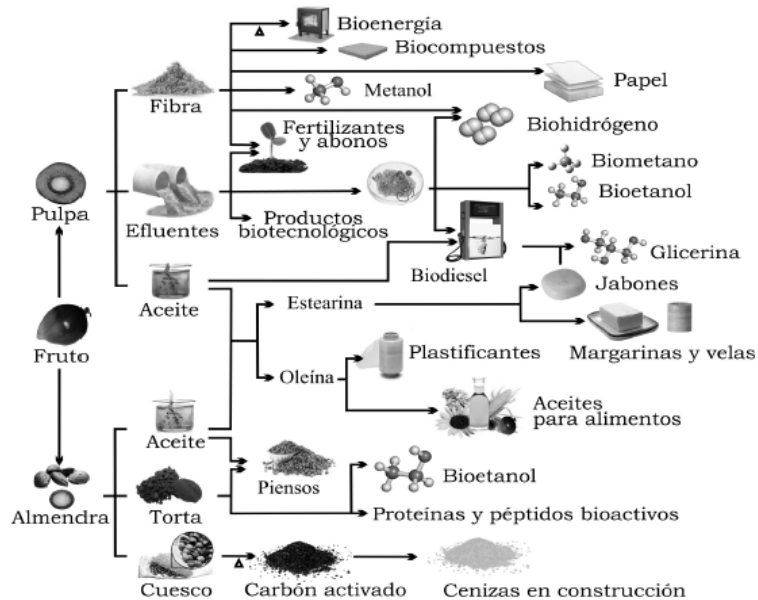 Bioenergía
Δ
Biocompuestos
Papel
Fibra
Metanol
Biohidrógeno
Fertilizantes
y abonos
Biometano
Bioetanol
Pulpa
Efluentes
Productos
biotecnológicos
Biodiesel
Glicerina
Jabones
Aceite
Estearina
Margarinas y velas
Fruto
Oleína
Plastificantes
Aceites
para alimentos
Aceite
Piensos
Bioetanol
Almendra
Torta
Proteínas y péptidos bioactivos
Δ
Cuesco
Carbón activado
Cenizas en construcción